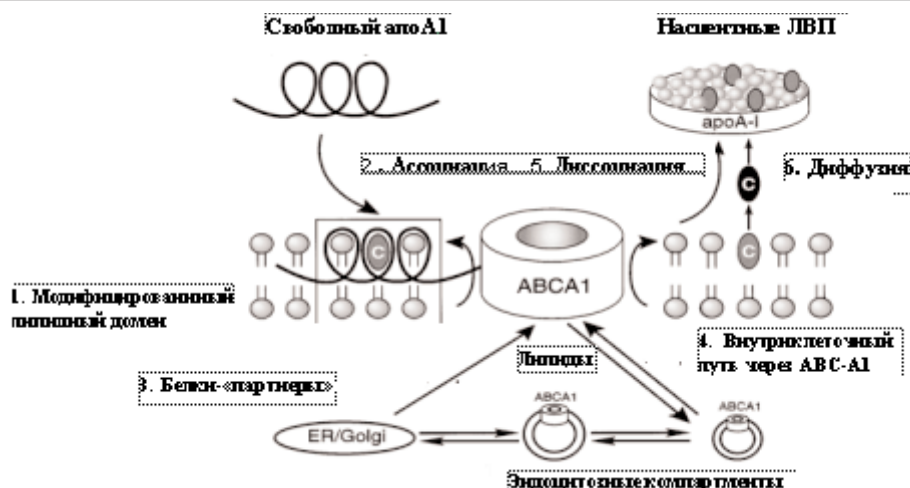 Свободный апоА1
Насцентные ЛВП
apoA-I
2. Ассоциация 5. Диссоциация
6. Диффузия
C
C
C
ABCA1
1. Модифицированнный
липидный домен
4. Внутриклеточный
путь через ABC-A1
Липиды
3. Белки-«партнеры»
ABCA1
ABCA1
ER/Golgi
Эндоцитозные компартменты